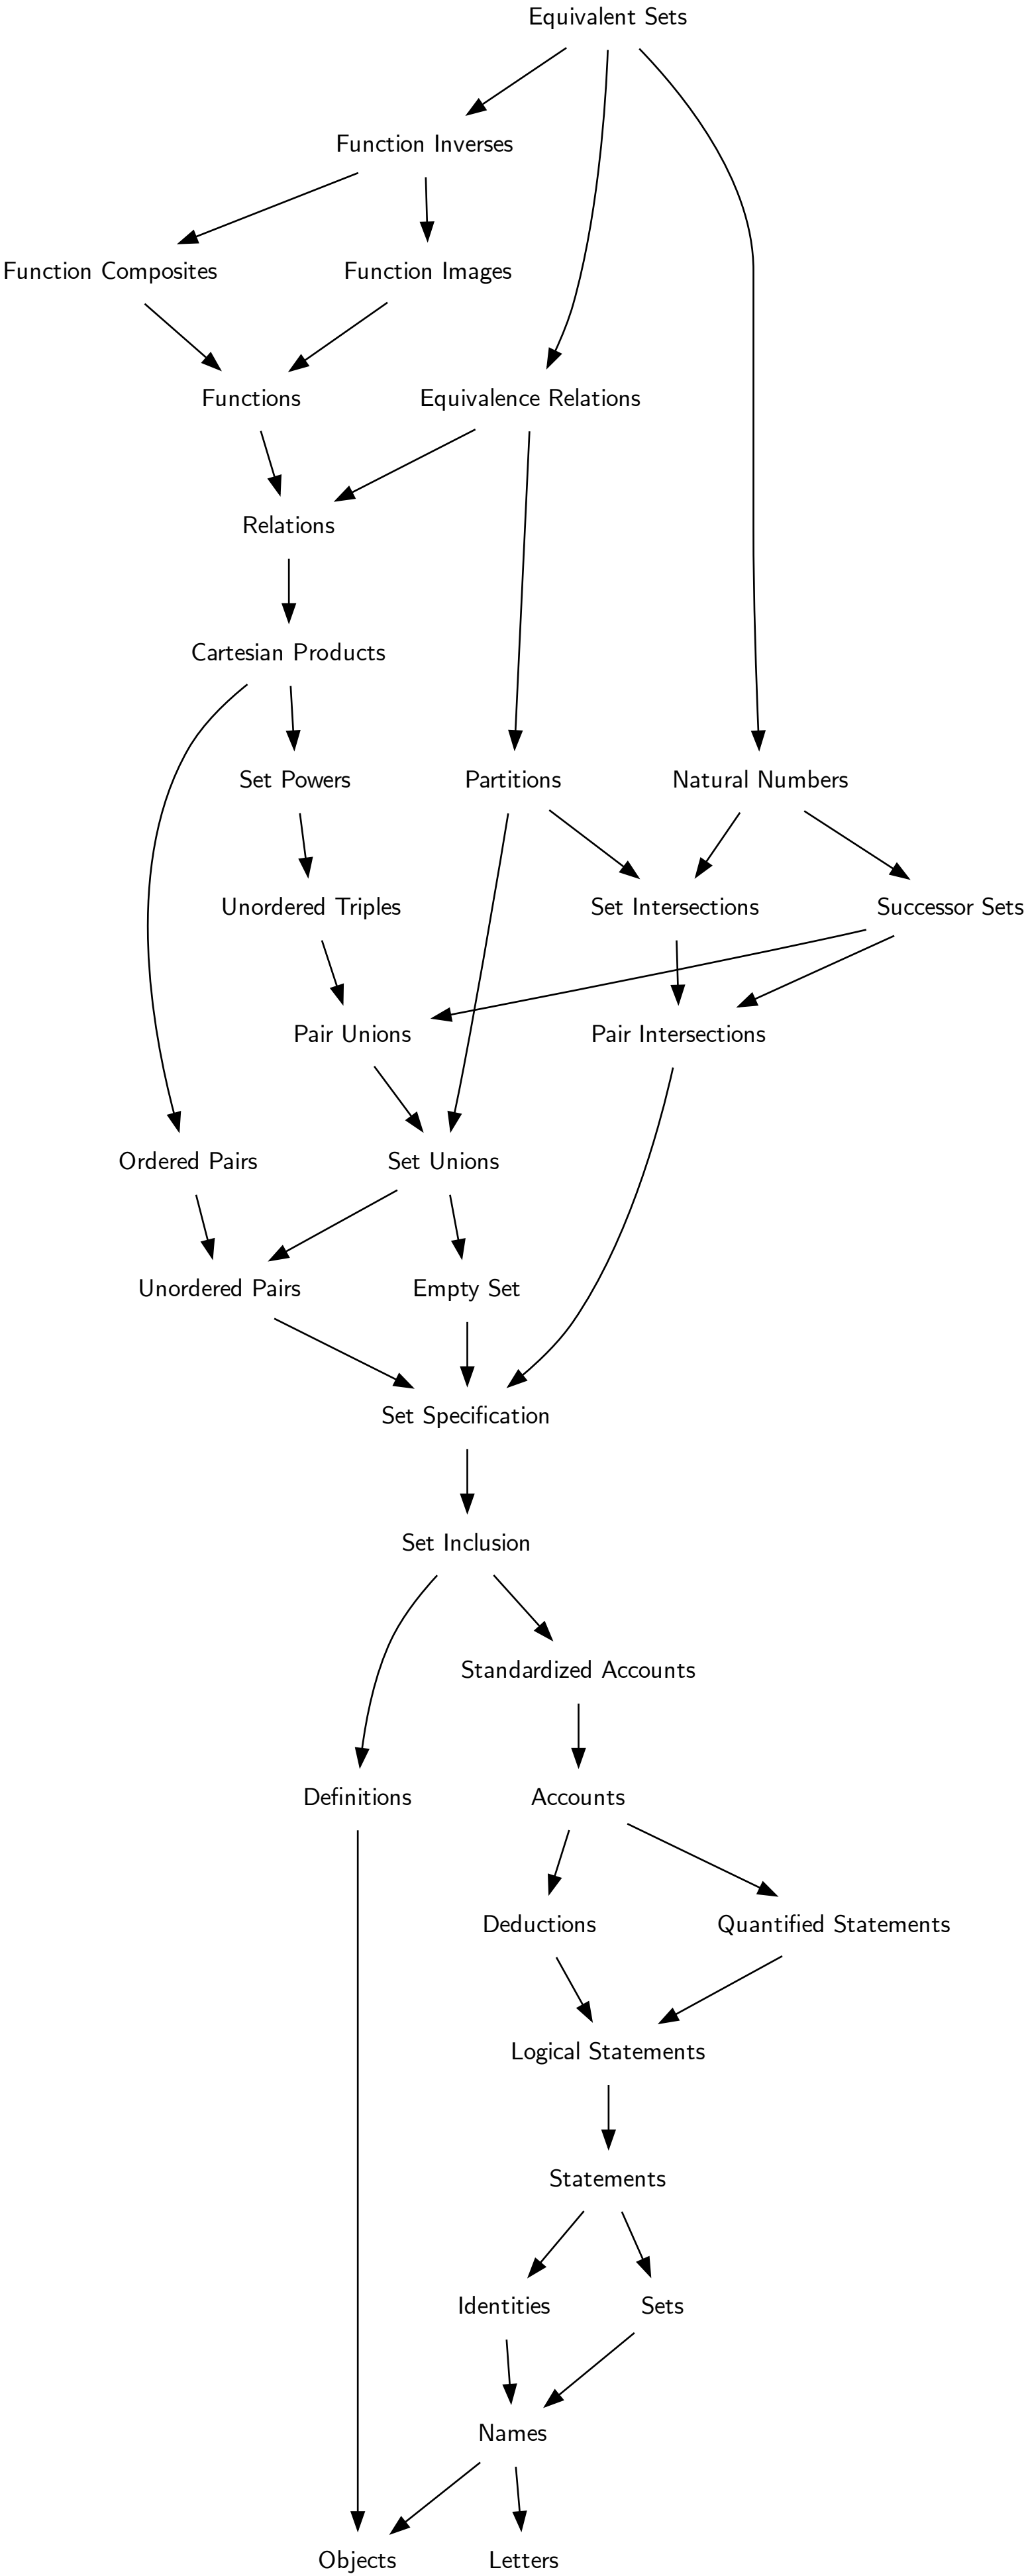 Equivalent Sets
Function Inverses
Function Composites
Function Images
Functions
Equivalence Relations
Relations
Cartesian Products
Set Powers
Partitions
Natural Numbers
Unordered Triples
Set Intersections
Successor Sets
Pair Unions
Pair Intersections
Ordered Pairs
Set Unions
Unordered Pairs
Empty Set
Set Specification
Set Inclusion
Standardized Accounts
Definitions
Accounts
Deductions
Quantified Statements
Logical Statements
Statements
Identities
Sets
Names
Objects
Letters